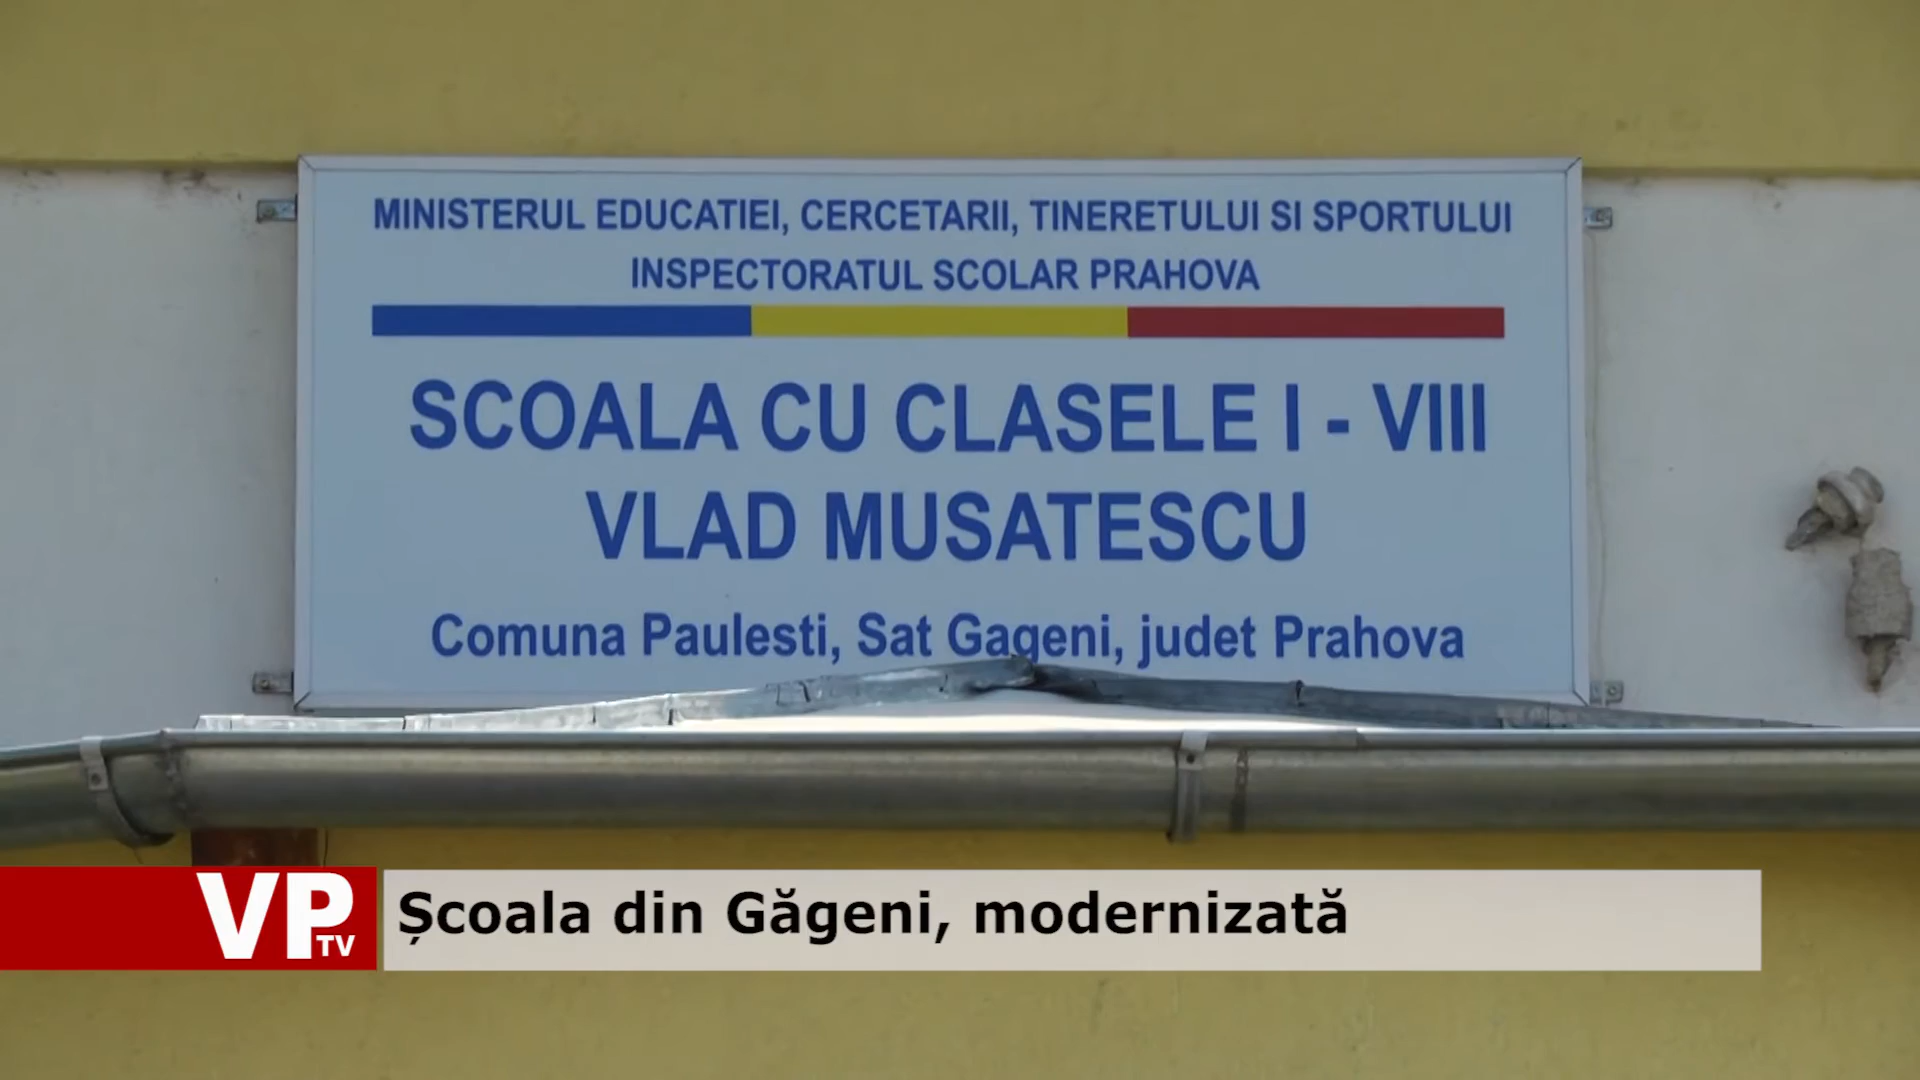 MINISTERUL EDUCATIEI, CERCETARII, TINERETULUI SI SPORTULUI
INSPECTORATUL SCOLAR PRAHOVA
SCOALA CU CLASELE I - VIII
VLAD MUSATESCU
Comuna Paulesti, Sat Gageni, judet Prahova
VP TV
Școala din Găgeni, modernizată